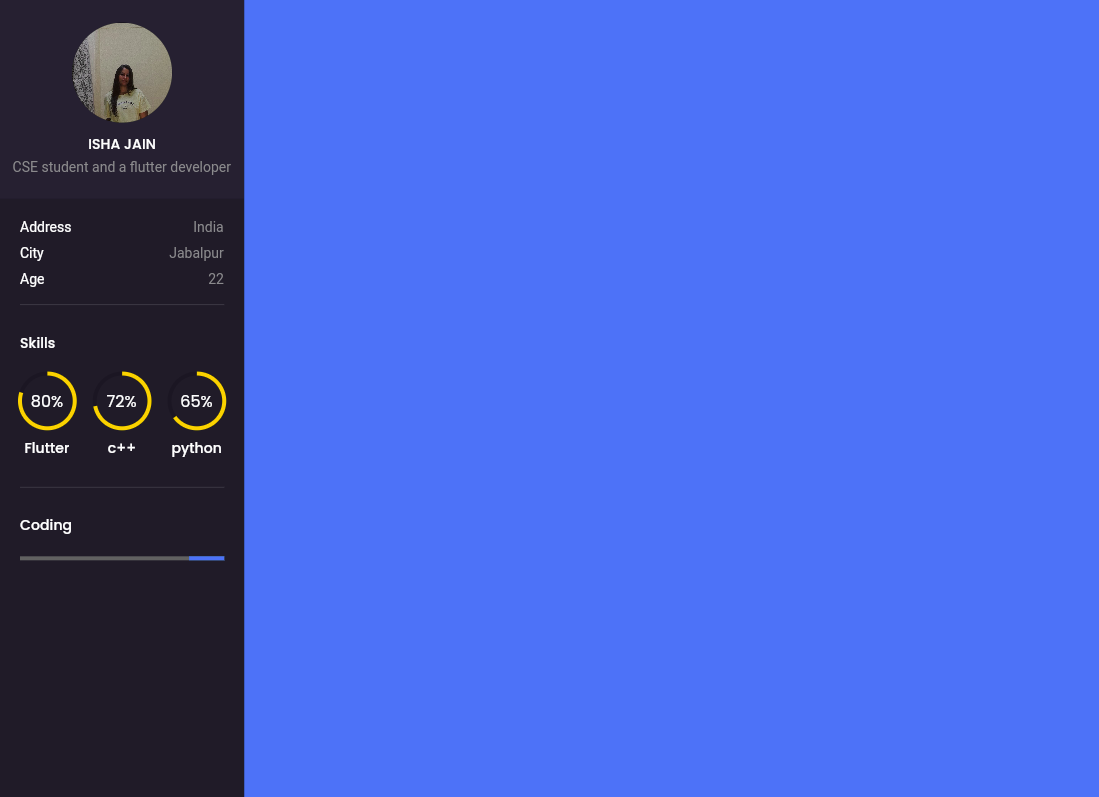 ISHA JAIN
CSE student and a flutter developer
Address India
City Jabalpur
Age 22
Skills
80% 72% 65%
Flutter c++ python
Coding